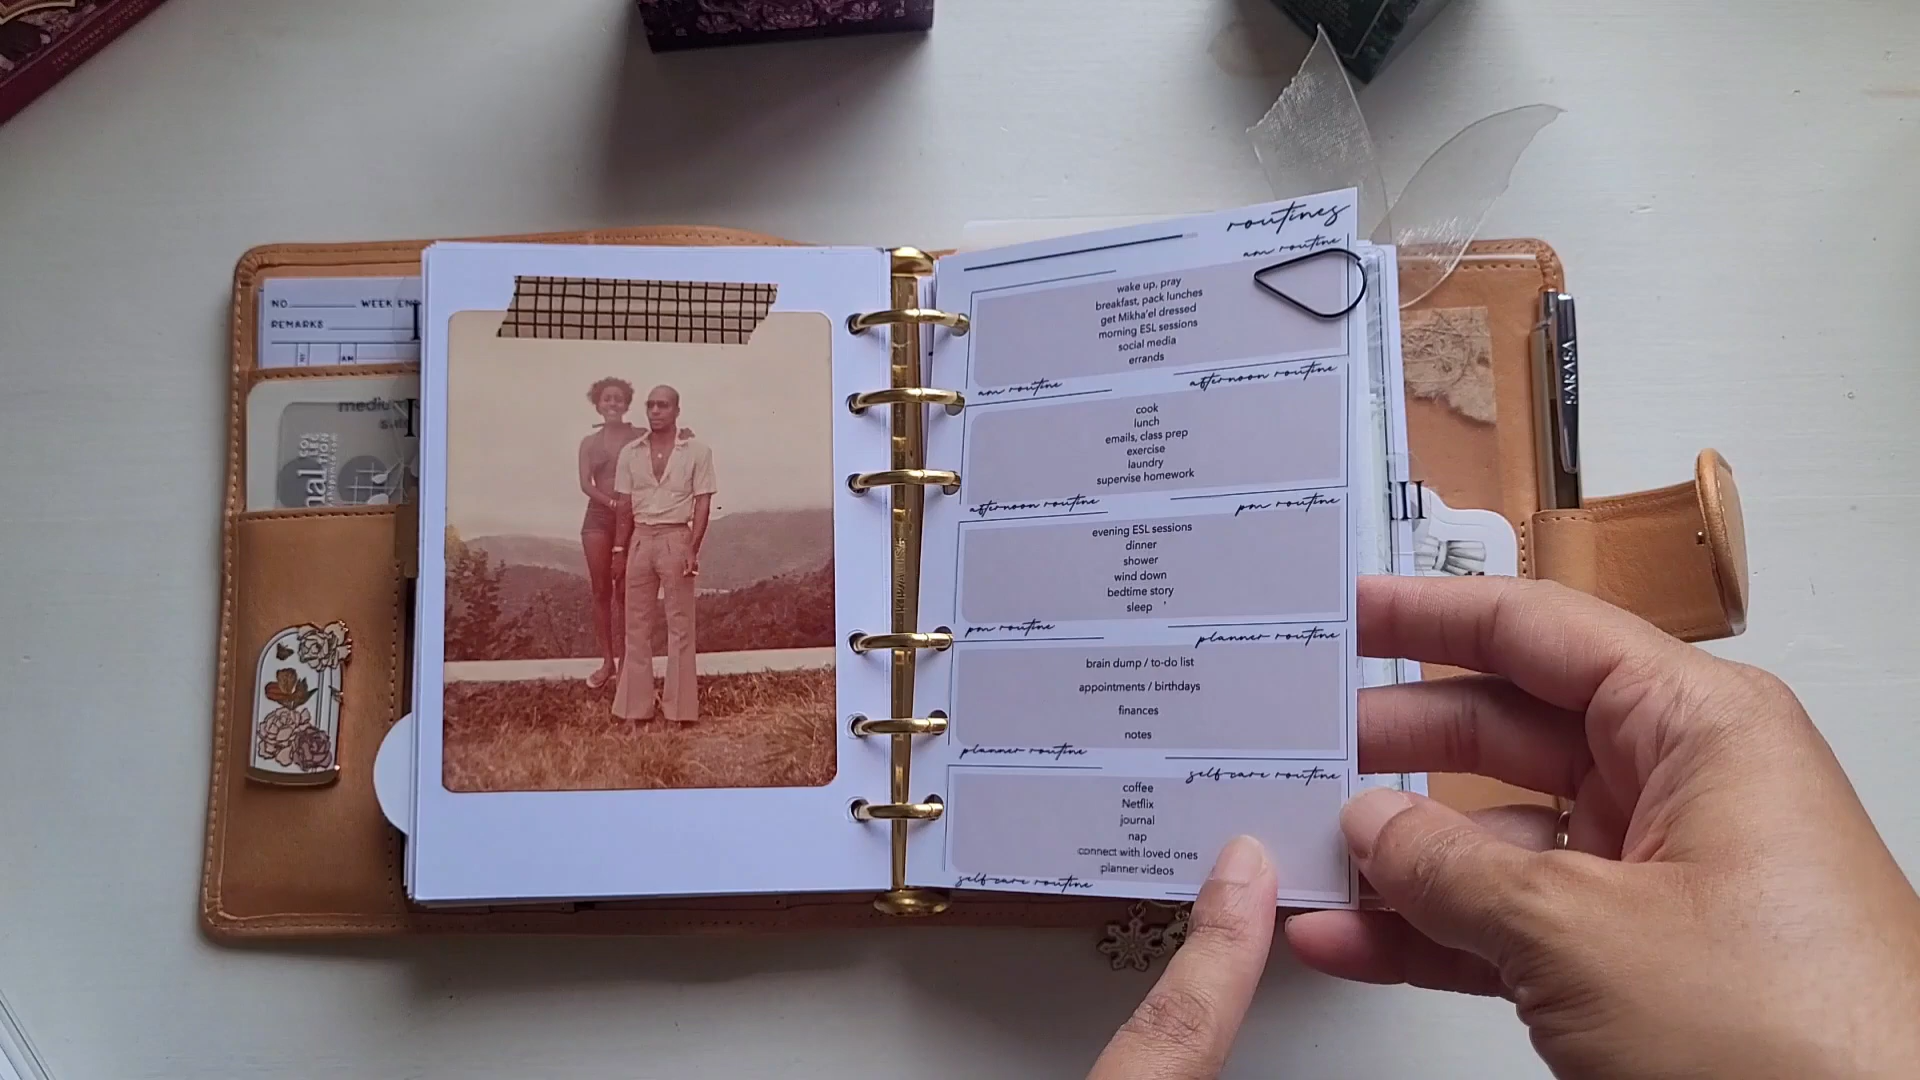 NO. WEEK END
REMARKS
AM
routines
am routine
wake up, pray
breakfast, pack lunches
get Mikha'el dressed
morning ESL sessions
social media
errands
am routine
afternoon routine
cook
lunch
emails, class prep
exercise
laundry
supervise homework
afternoon routine
pm routine
evening ESL sessions
dinner
shower
wind down
bedtime story
sleep
pm routine
planner routine
brain dump / to-do list
appointments / birthdays
finances
notes
planner routine
self care routine
coffee
Netflix
journal
nap
connect with loved ones
planner videos
self care routine
SARASA